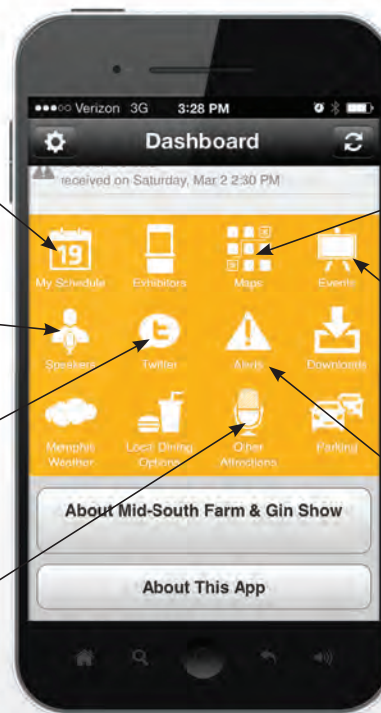 Verizon 3G 3:28 PM
Dashboard
received on Saturday, Mar 2 2:30 PM
19
My Schedule Exhibitors Maps Events
Speakers Twitter Alerts Downloads
Memphis Weather Local Dining Options Other Attractions Parking
About Mid-South Farm & Gin Show
About This App